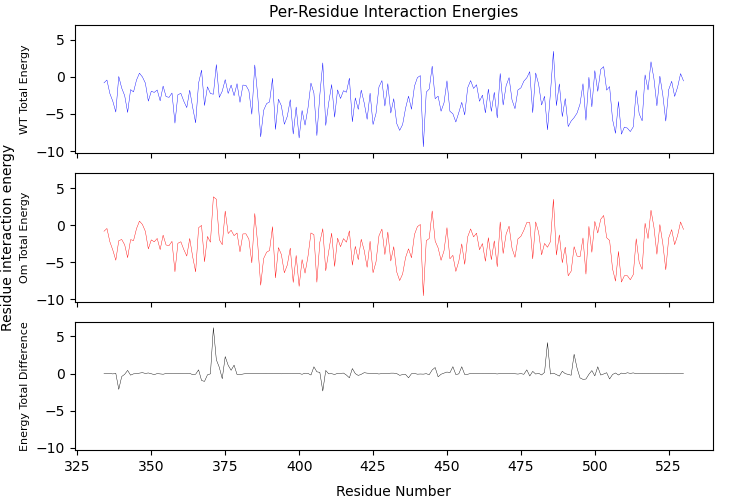 Per-Residue Interaction Energies
Residue interaction energy
WT Total Energy
5
0
−5
−10
Om Total Energy
5
0
−5
−10
Energy Total Difference
5
0
−5
−10
325 350 375 400 425 450 475 500 525
Residue Number